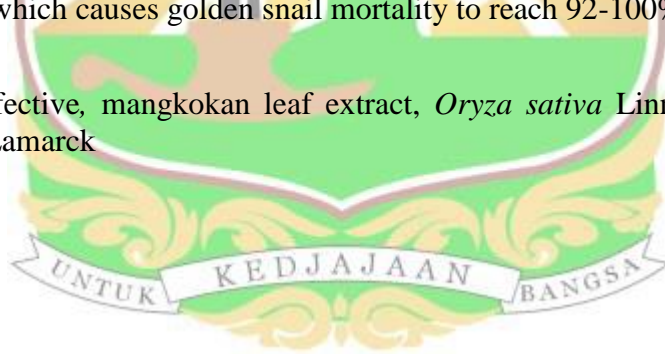 which causes golden snail mortality to reach 92-100%
fective, mangkokan leaf extract, Oryza sativa Lin
amarck
UNTUK KEDJAJAAN BANGSA